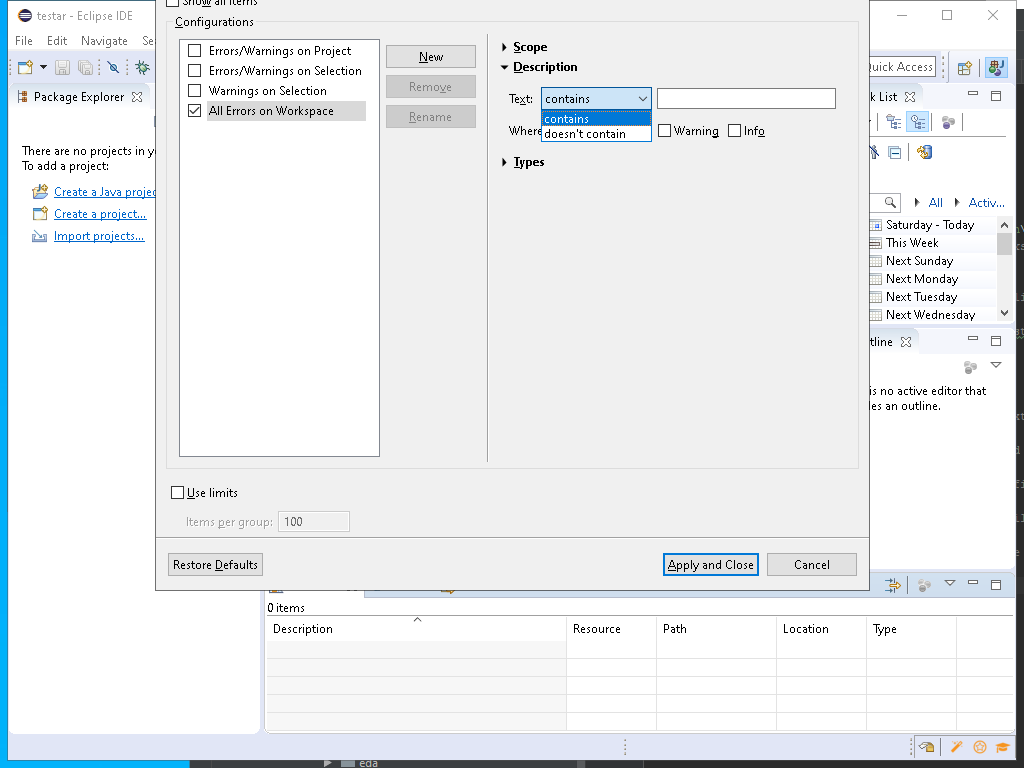 testar - Eclipse IDE
Show all items
File Edit Navigate Se
Configurations
Errors/Warnings on Project
Errors/Warnings on Selection
Warnings on Selection
All Errors on Workspace
New
Remove
Rename
Scope
Description
Text: contains
contains
doesn't contain
Where
Warning Info
Types
Quick Access
Package Explorer
There are no projects in y
To add a project:
Create a Java projec
Create a project...
Import projects...
k List
All Activ...
Saturday - Today
This Week
Next Sunday
Next Monday
Next Tuesday
Next Wednesday
tline
is no active editor that
les an outline.
Use limits
Items per group: 100
Restore Defaults
Apply and Close
Cancel
0 items
Description Resource Path Location Type
eda